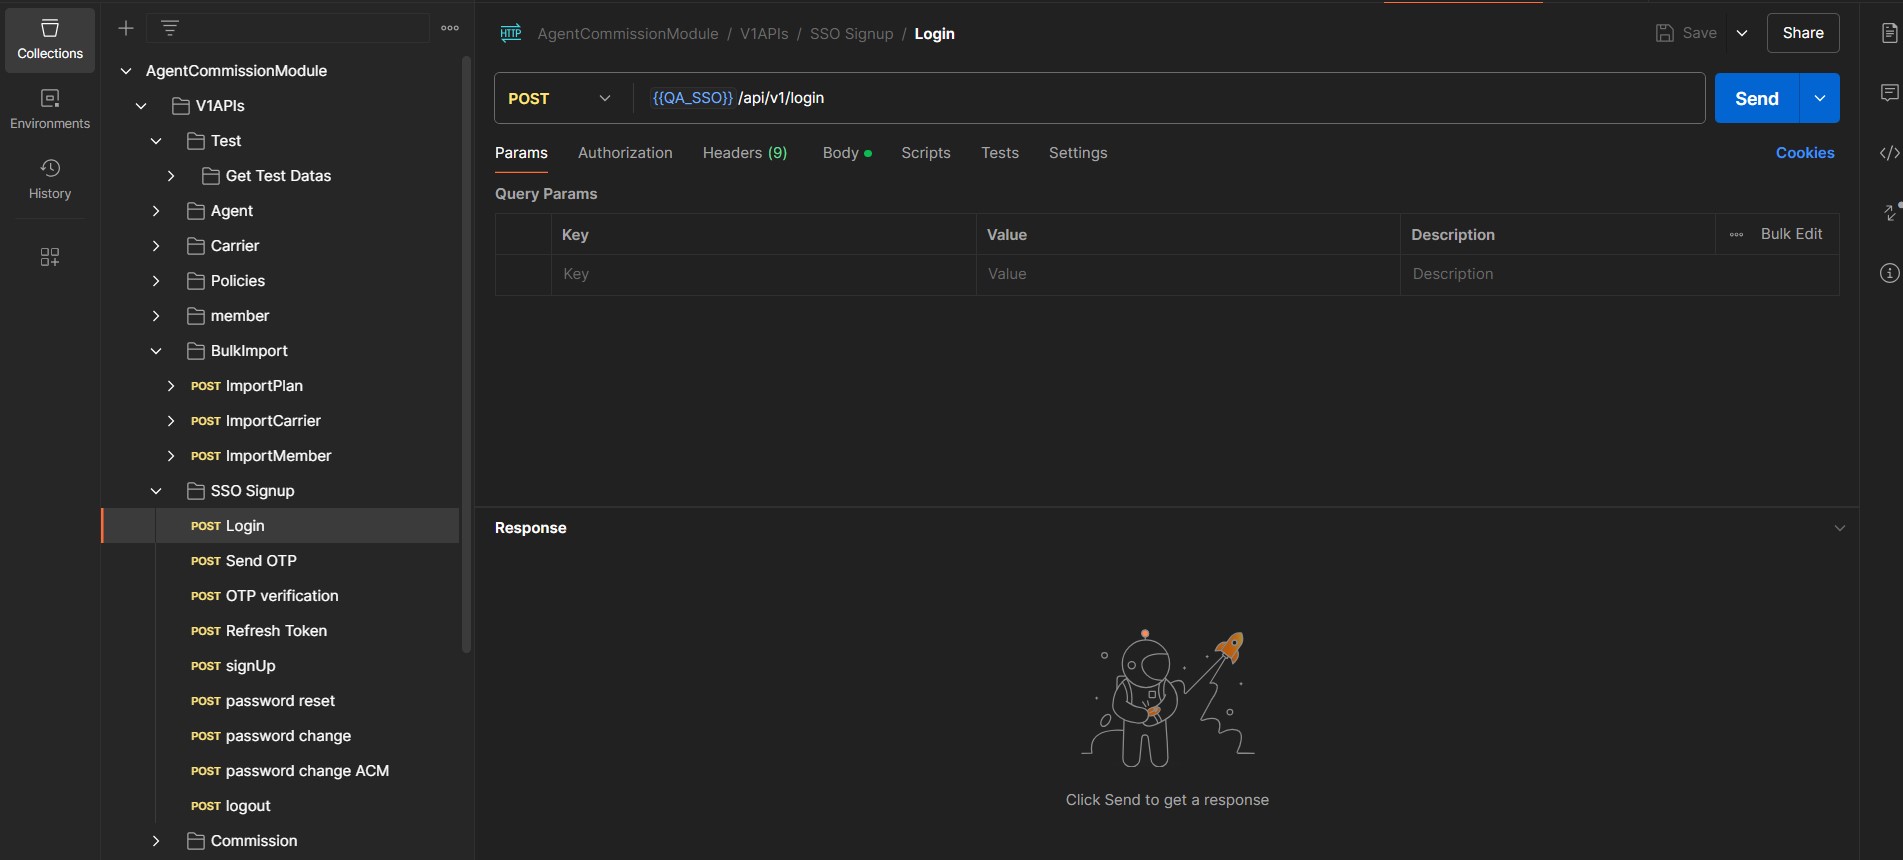 Collections
Environments
History
AgentCommissionModule
V1APIs
Test
Get Test Datas
Agent
Carrier
Policies
member
BulkImport
POST ImportPlan
POST ImportCarrier
POST ImportMember
SSO Signup
POST Login
POST Send OTP
POST OTP verification
POST Refresh Token
POST signUp
POST password reset
POST password change
POST password change ACM
POST logout
Commission
HTTP AgentCommissionModule / V1APIs / SSO Signup / Login
Save
Share
POST {{QA_SSO}} /api/v1/login
Send
Params Authorization Headers (9) Body Scripts Tests Settings Cookies
Query Params
Key Value Description Bulk Edit
Key Value Description
Response
Click Send to get a response